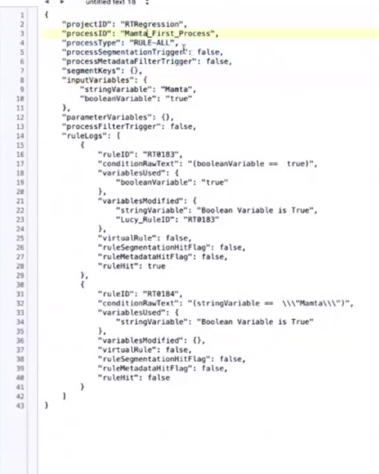 untitled text 18
1 {
2 "projectID": "RTRegression",
3 "processID": "Mamta_First_Process",
4 "processType": "RULE-ALL",
5 "processSegmentationTrigger": false,
6 "processMetadataFilterTrigger": false,
7 "segmentKeys": {},
8 "inputVariables": {
9 "stringVariable": "Mamta",
10 "booleanVariable": "true"
11 },
12 "parameterVariables": {},
13 "processFilterTrigger": false,
14 "ruleLogs": [
15 {
16 "ruleID": "RT0183",
17 "conditionRawText": "(booleanVariable == true)",
18 "variablesUsed": {
19 "booleanVariable": "true"
20 },
21 "variablesModified": {
22 "stringVariable": "Boolean Variable is True",
23 "Lucy_RuleID": "RT0183"
24 },
25 "virtualRule": false,
26 "ruleSegmentationHitFlag": false,
27 "ruleMetadataHitFlag": false,
28 "ruleHit": true
29 },
30 {
31 "ruleID": "RT0184",
32 "conditionRawText": "(stringVariable == \\\"Mamta\\\")",
33 "variablesUsed": {
34 "stringVariable": "Boolean Variable is True"
35 },
36 "variablesModified": {},
37 "virtualRule": false,
38 "ruleSegmentationHitFlag": false,
39 "ruleMetadataHitFlag": false,
40 "ruleHit": false
41 }
42 ]
43 }